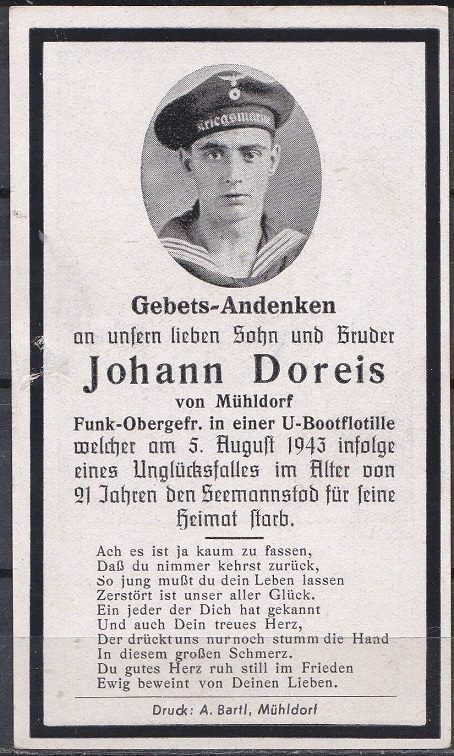 Kriegsmarine
Gebets-Andenken
an unsern lieben Sohn und Bruder
Johann Doreis
von Mühldorf
Funk-Obergefr. in einer U-Bootflotille
welcher am 5. August 1943 infolge
eines Unglücksfalles im Alter von
21 Jahren den Seemannstod für seine
Heimat starb.
Ach es ist ja kaum zu fassen,
Daß du nimmer kehrst zurück,
So jung mußt du dein Leben lassen
Zerstört ist unser aller Glück.
Ein jeder der Dich hat gekannt
Und auch Dein treues Herz,
Der drückt uns nur noch stumm die Hand
In diesem großen Schmerz.
Du gutes Herz ruh still im Frieden
Ewig beweint von Deinen Lieben.
Druck: A. Bartl, Mühldorf